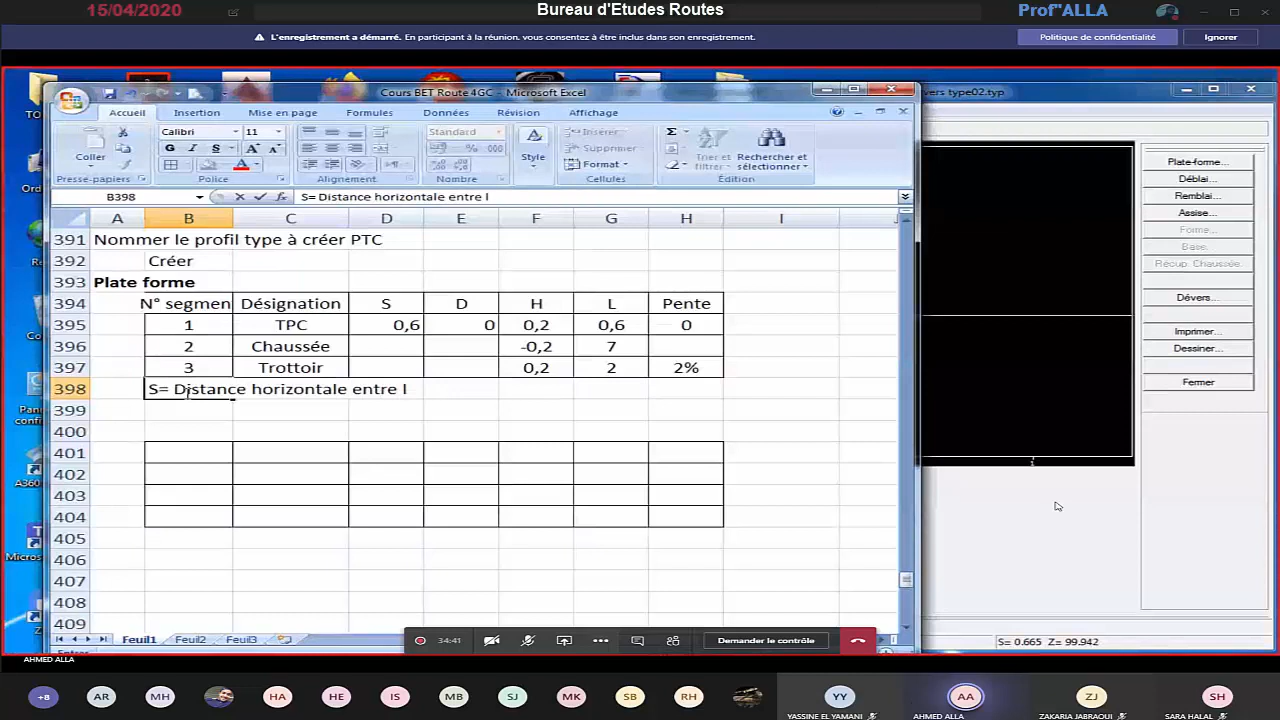 15/04/2020
Bureau d'Etudes Routes
Prof"ALLA
L'enregistrement a démarré. En participant à la réunion, vous consentez à être inclus dans son enregistrement.
Politique de confidentialité
Ignorer
Cours BET Route 4GC - Microsoft Excel
vers type02.typ
Accueil Insertion Mise en page Formules Données Révision Affichage
Coller
Calibri 11
G I S
Standard
Style
Insérer
Supprimer
Format
Trier et filtrer
Rechercher et sélectionner
Presse-papiers Police Alignement Nombre Cellules Édition
B398
S= Distance horizontale entre l
A B C D E F G H I
391 Nommer le profil type à créer PTC
392 Créer
393 Plate forme
394 N° segmen Désignation S D H L Pente
395 1 TPC 0,6 0 0,2 0,6 0
396 2 Chaussée -0,2 7
397 3 Trottoir 0,2 2 2%
398 S= Distance horizontale entre l
399
400
401
402
403
404
405
406
407
408
409
Feuil1 Feuil2 Feuil3
Plate-forme...
Déblai...
Remblai...
Assise...
Forme...
Base.
Récup. Chaussée.
Dévers...
Imprimer...
Dessiner...
Fermer
1
34:41
Demander le contrôle
S= 0.665 Z= 99.942
AHMED ALLA
+8 AR MH HA HE IS MB SJ MK SB RH YY AA ZJ SH
YASSINE EL YAMANI
AHMED ALLA
ZAKARIA JABRAOUI
SARA HALAL